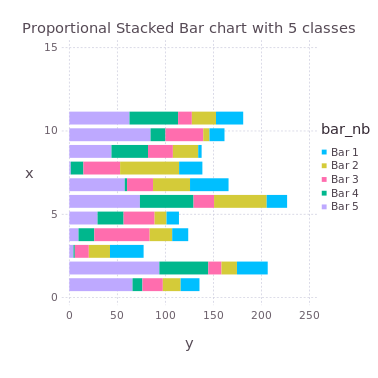 Proportional Stacked Bar chart with 5 classes
15
10
5
0
x
0 50 100 150 200 250
y
bar_nb
Bar 1
Bar 2
Bar 3
Bar 4
Bar 5